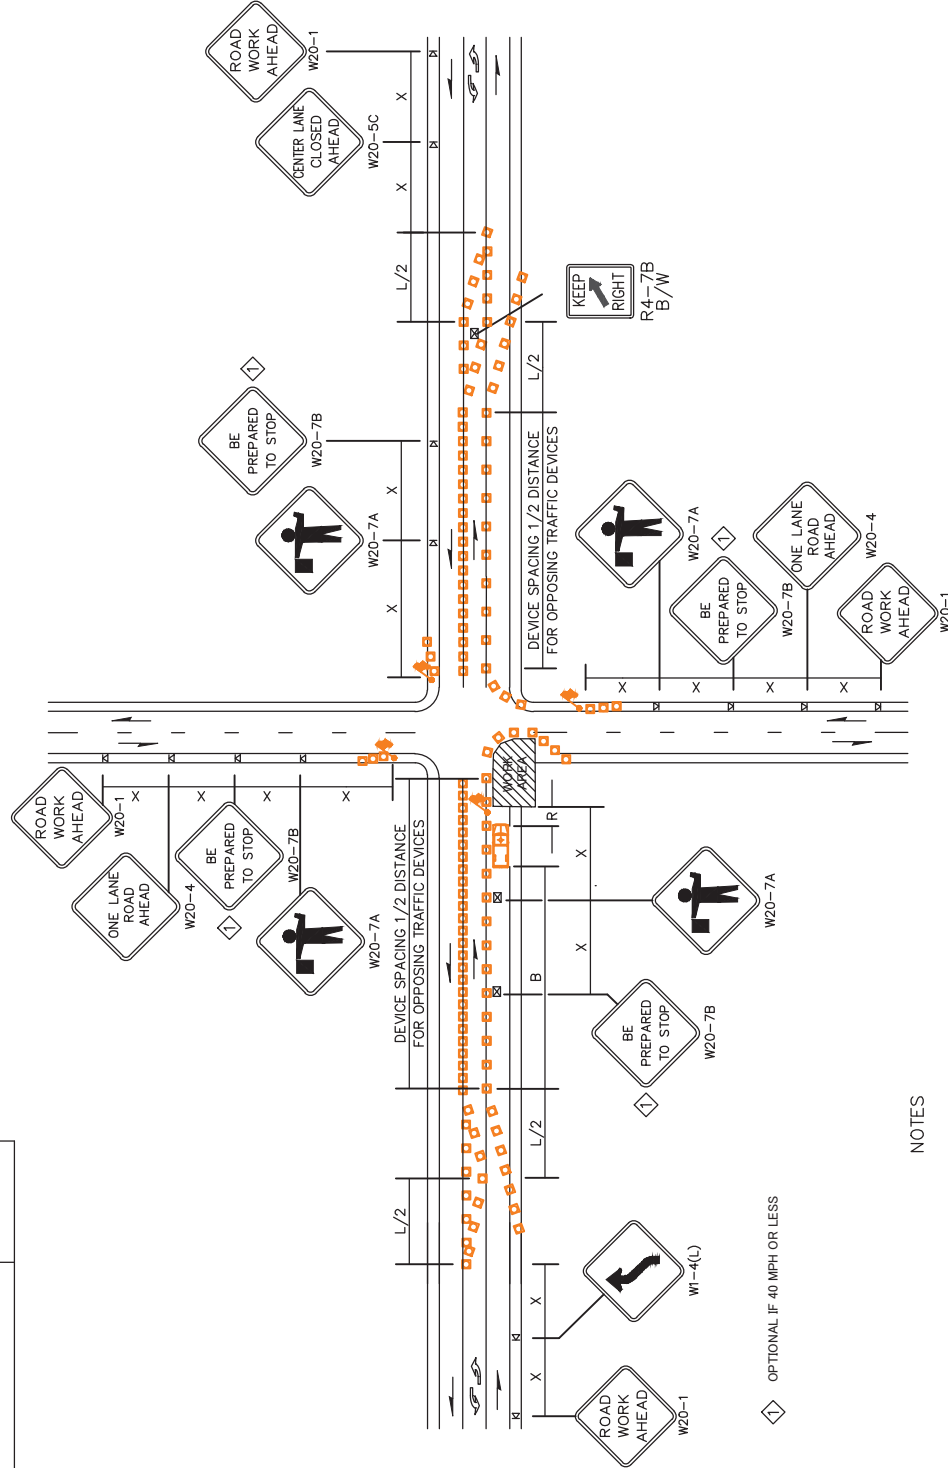 ROAD
WORK
AHEAD
W20-1
CENTER LANE
CLOSED
AHEAD
W20-5C
X
X
L/2
KEEP
RIGHT
R4-7B
B/W
1
BE
PREPARED
TO STOP
W20-7B
X
W20-7A
X
L/2
DEVICE SPACING 1/2 DISTANCE
FOR OPPOSING TRAFFIC DEVICES
W20-7A
1
BE
PREPARED
TO STOP
W20-7B
ONE LANE
ROAD
AHEAD
W20-4
ROAD
WORK
AHEAD
W20-1
X
X
X
X
ROAD
WORK
AHEAD
W20-1
ONE LANE
ROAD
AHEAD
W20-4
BE
PREPARED
TO STOP
W20-7B
1
W20-7A
X
X
X
X
DEVICE SPACING 1/2 DISTANCE
FOR OPPOSING TRAFFIC DEVICES
WORK
AREA
R
X
X
B
W20-7A
BE
PREPARED
TO STOP
W20-7B
1
L/2
L/2
X
X
W1-4(L)
ROAD
WORK
AHEAD
W20-1
NOTES
1 OPTIONAL IF 40 MPH OR LESS